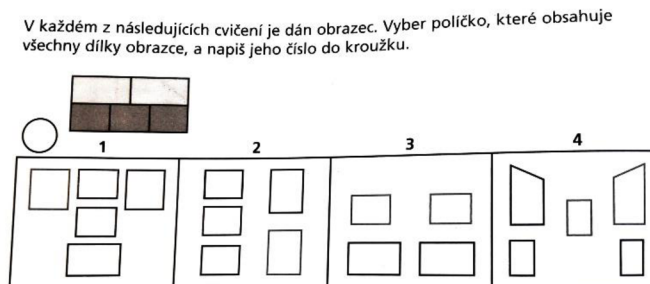 V každém z následujících cvičení je dán obrazec. Vyber políčko, které obsahuje
všechny dílky obrazce, a napiš jeho číslo do kroužku.
1 2 3 4